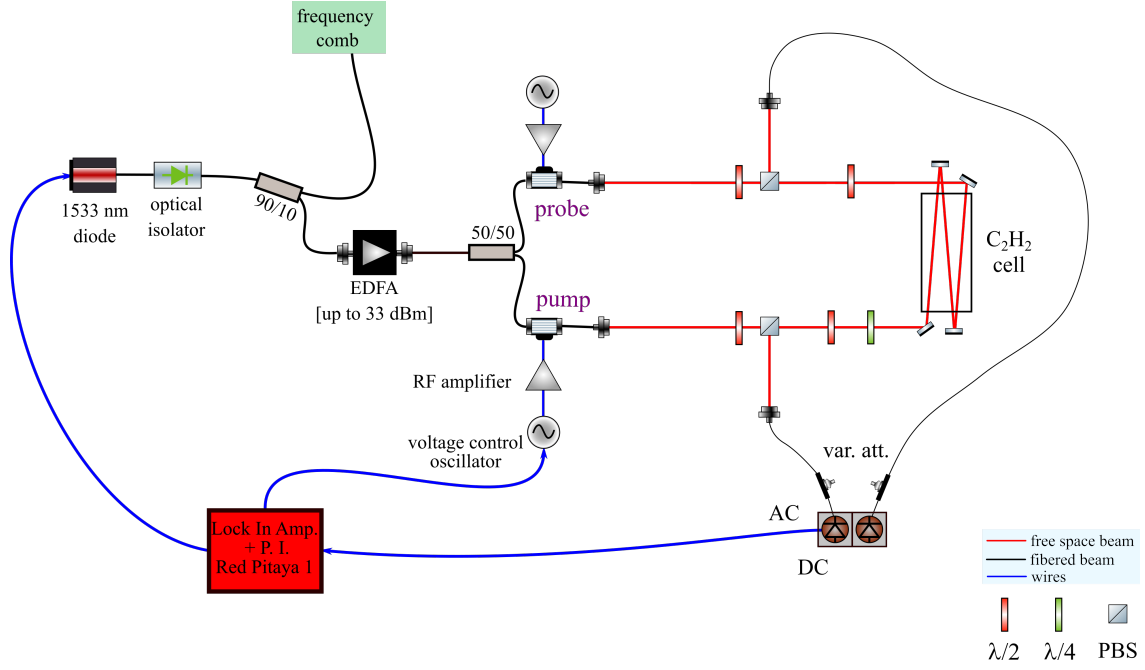 frequency
comb
1533 nm
diode
optical
isolator
90/10
EDFA
[up to 33 dBm]
50/50
probe
pump
RF amplifier
voltage control
oscillator
C₂H₂
cell
var. att.
AC
DC
Lock In Amp.
+ P. I.
Red Pitaya 1
free space beam
fibered beam
wires
λ/2
λ/4
PBS